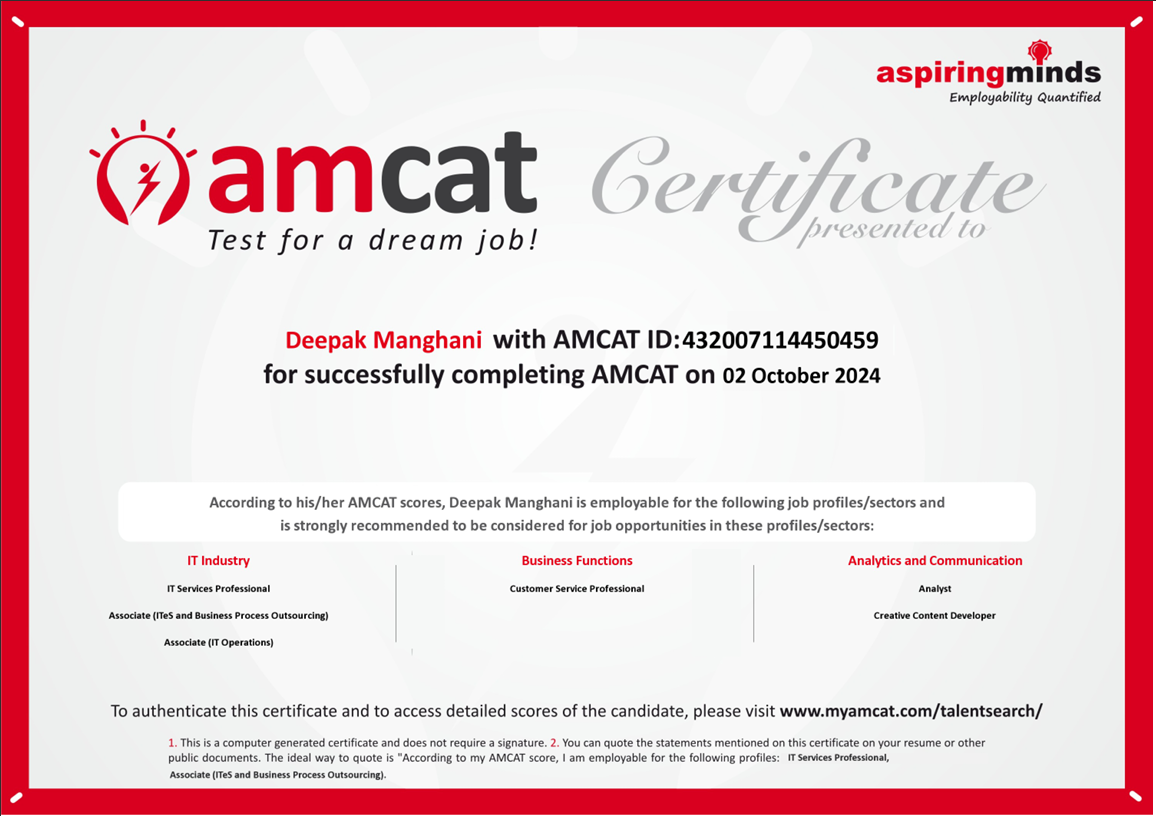 aspiringminds
Employability Quantified
amcat
Test for a dream job!
Certificate
presented to
Deepak Manghani with AMCAT ID:432007114450459
for successfully completing AMCAT on 02 October 2024
According to his/her AMCAT scores, Deepak Manghani is employable for the following job profiles/sectors and
is strongly recommended to be considered for job opportunities in these profiles/sectors:
IT Industry
IT Services Professional
Associate (ITeS and Business Process Outsourcing)
Associate (IT Operations)
Business Functions
Customer Service Professional
Analytics and Communication
Analyst
Creative Content Developer
To authenticate this certificate and to access detailed scores of the candidate, please visit www.myamcat.com/talentsearch/
1. This is a computer generated certificate and does not require a signature. 2. You can quote the statements mentioned on this certificate on your resume or other
public documents. The ideal way to quote is "According to my AMCAT score, I am employable for the following profiles: IT Services Professional,
Associate (ITeS and Business Process Outsourcing).